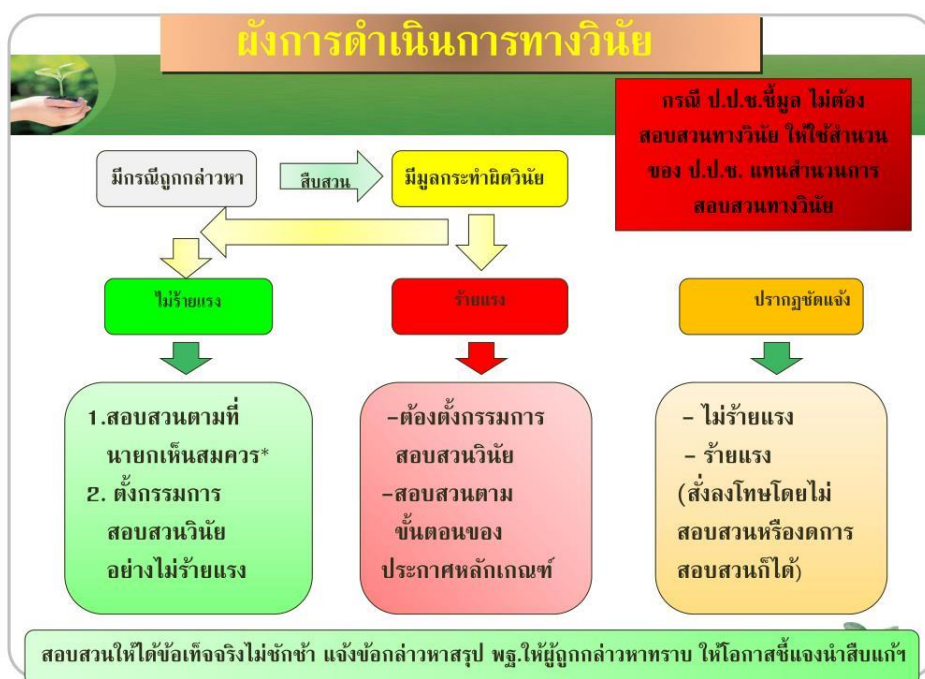 ผังการดำเนินการทางวินัย
กรณี ป.ป.ช.ชี้มูล ไม่ต้อง
สอบสวนทางวินัย ให้ใช้สำนวน
ของ ป.ป.ช. แทนสำนวนการ
สอบสวนทางวินัย
มีกรณีถูกกล่าวหา
สืบสวน
มีมูลกระทำผิดวินัย
ไม่ร้ายแรง
ร้ายแรง
ปรากฏชัดแจ้ง
1.สอบสวนตามที่
นายกเห็นสมควร*
2. ตั้งกรรมการ
สอบสวนวินัย
อย่างไม่ร้ายแรง
-ต้องตั้งกรรมการ
สอบสวนวินัย
-สอบสวนตาม
ขั้นตอนของ
ประกาศหลักเกณฑ์
- ไม่ร้ายแรง
- ร้ายแรง
(สั่งลงโทษโดยไม่
สอบสวนหรืองดการ
สอบสวนก็ได้)
สอบสวนให้ได้ข้อเท็จจริงไม่ชักช้า แจ้งข้อกล่าวหาสรุป พฐ.ให้ผู้ถูกกล่าวหาทราบ ให้โอกาสชี้แจงนำสืบแก้ฯ